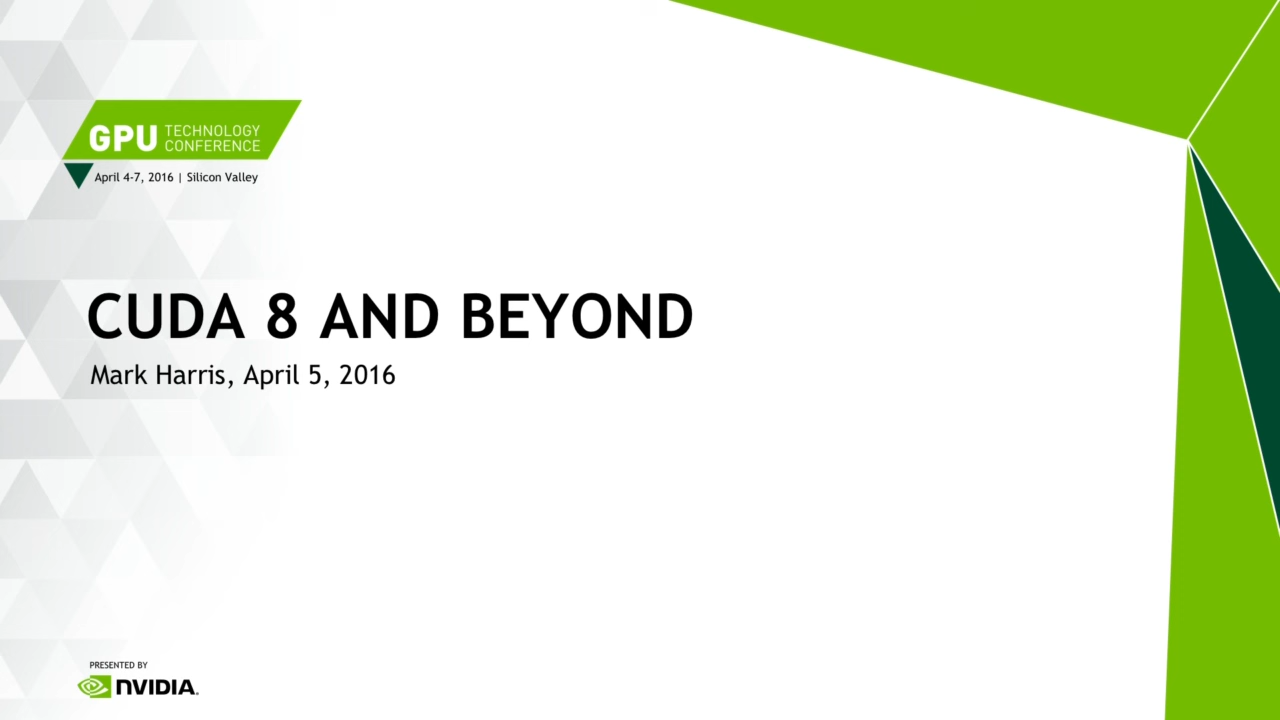 GPU TECHNOLOGY
CONFERENCE
April 4-7, 2016 | Silicon Valley
CUDA 8 AND BEYOND
Mark Harris, April 5, 2016
PRESENTED BY
NVIDIA.